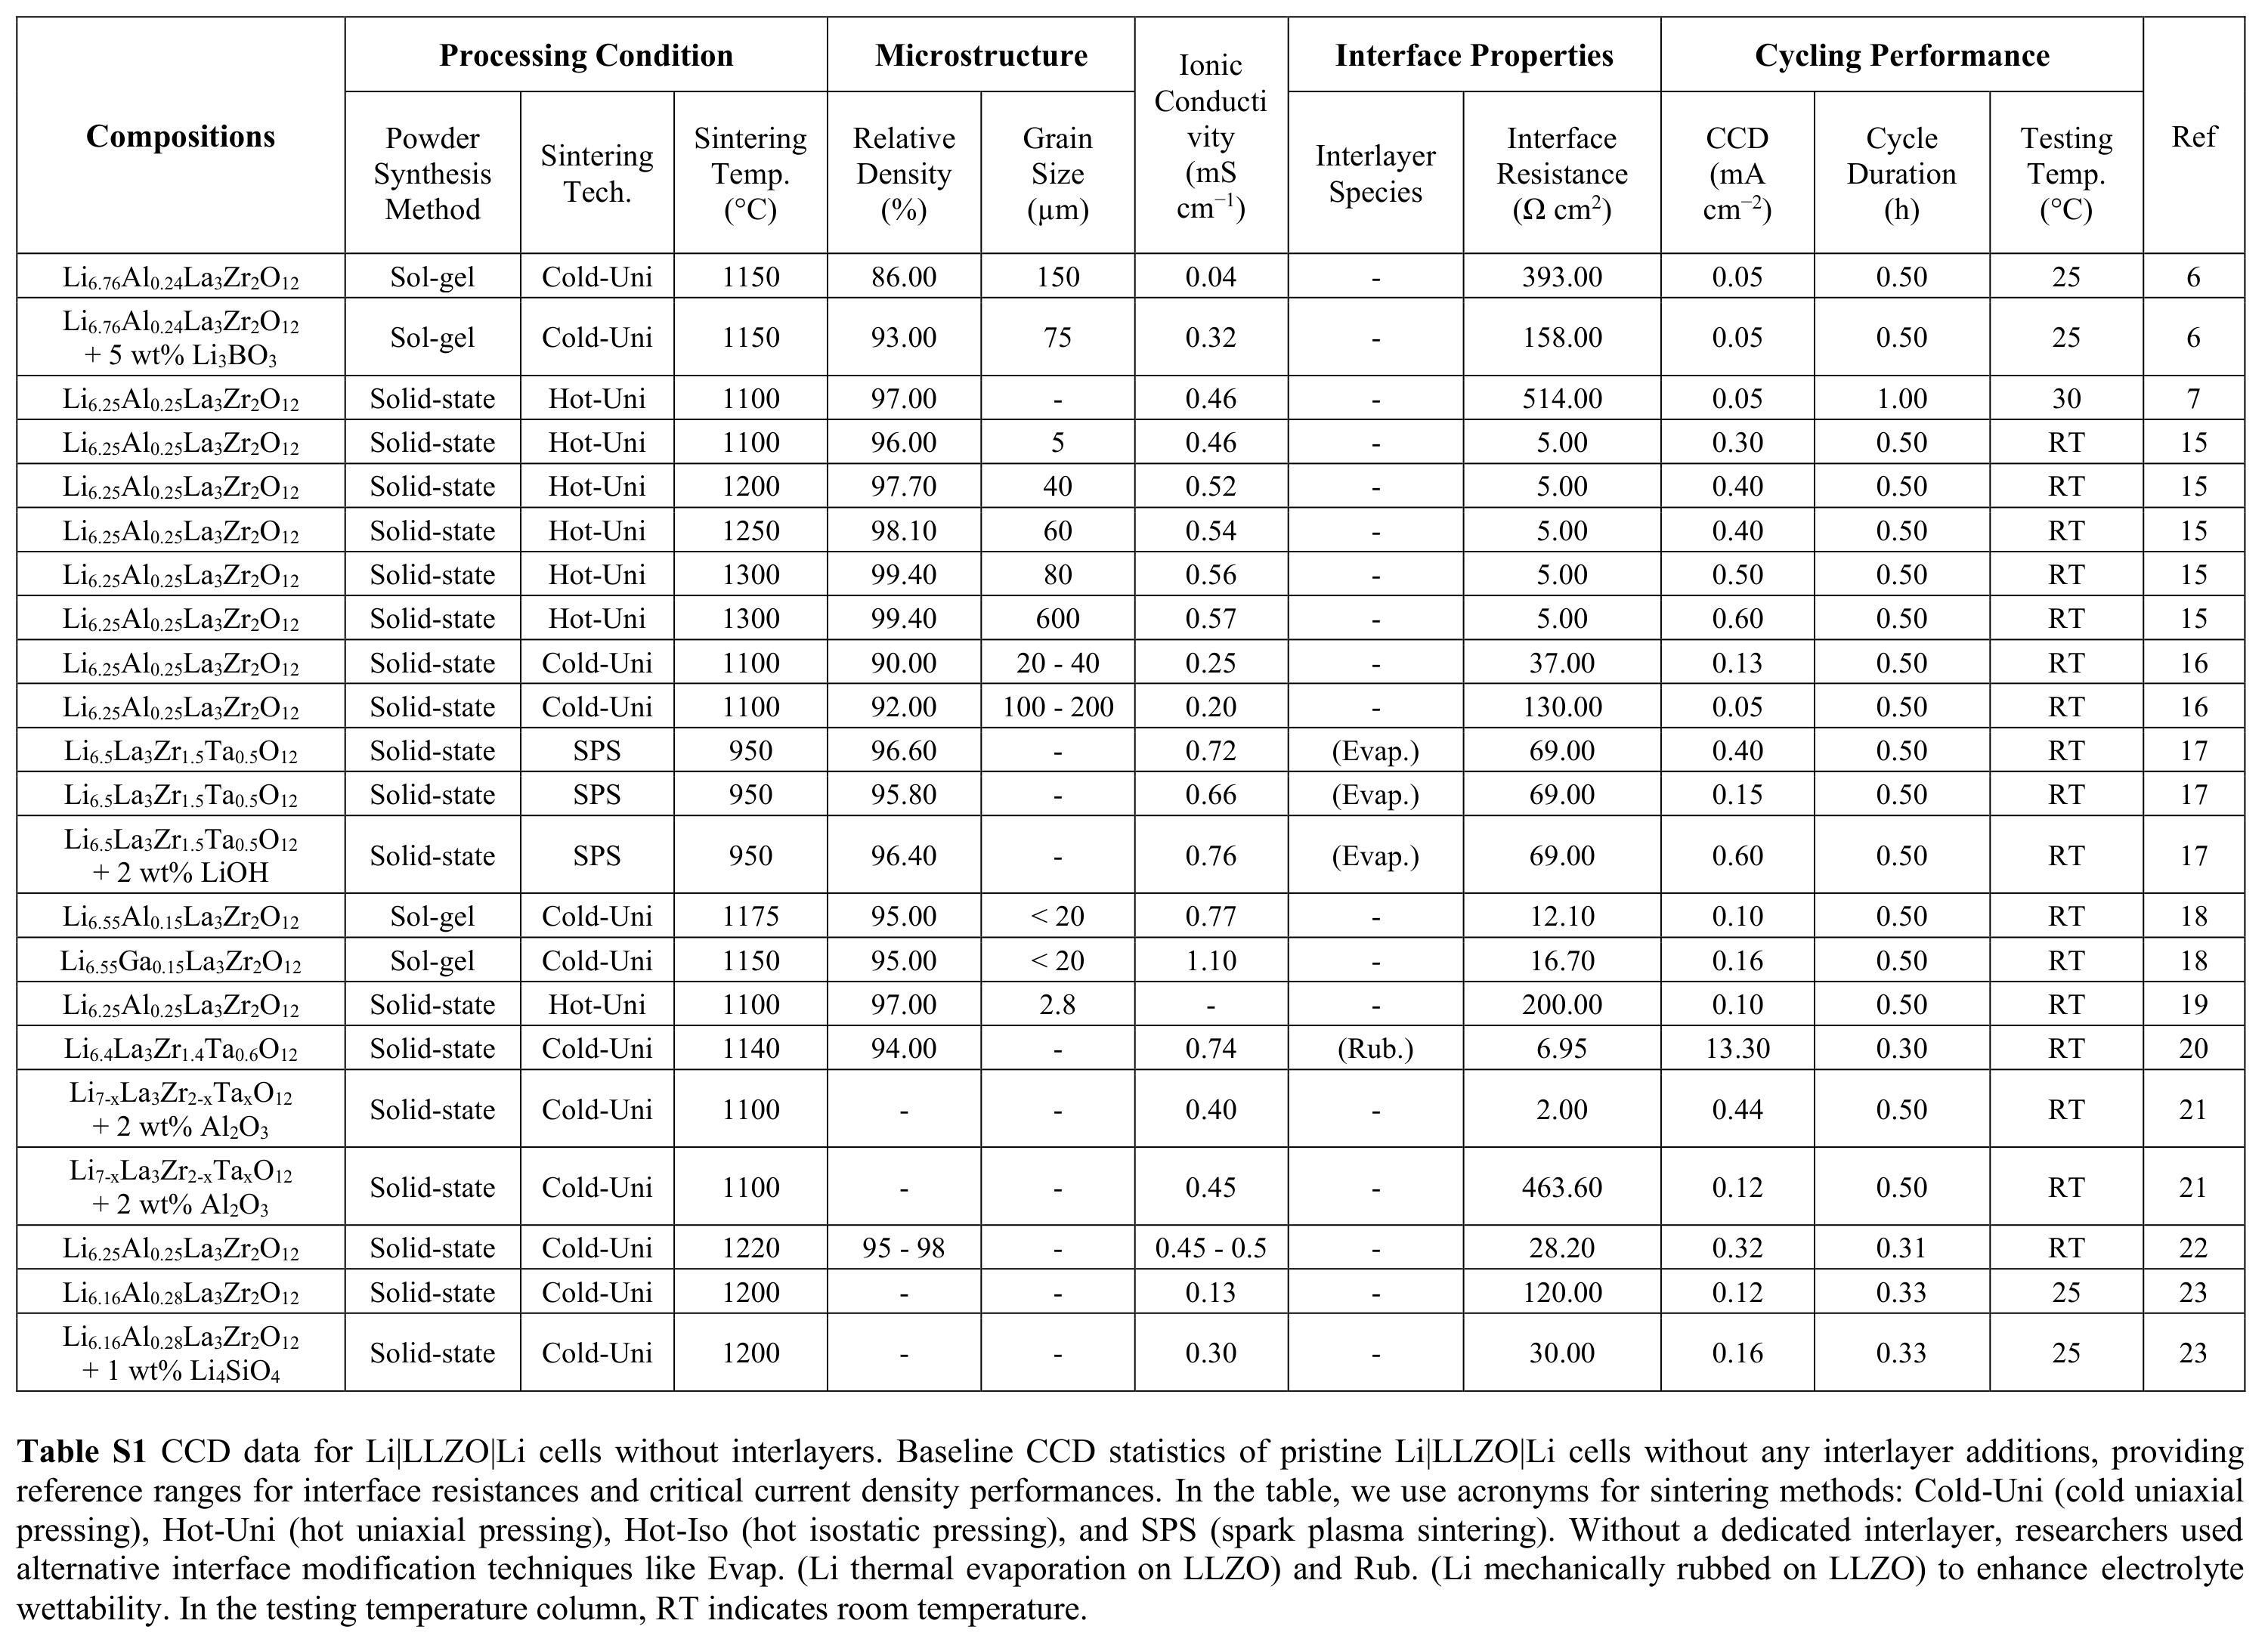 Compositions | Processing Condition | Microstructure | Ionic Conducti vity (mS cm⁻¹) | Interface Properties | Cycling Performance | Ref
Powder Synthesis Method | Sintering Tech. | Sintering Temp. (°C) | Relative Density (%) | Grain Size (µm) | Interlayer Species | Interface Resistance (Ω cm²) | CCD (mA cm⁻²) | Cycle Duration (h) | Testing Temp. (°C)
Li₆.₇₆Al₀.₂₄La₃Zr₂O₁₂ | Sol-gel | Cold-Uni | 1150 | 86.00 | 150 | 0.04 | - | 393.00 | 0.05 | 0.50 | 25 | 6
Li₆.₇₆Al₀.₂₄La₃Zr₂O₁₂ + 5 wt% Li₃BO₃ | Sol-gel | Cold-Uni | 1150 | 93.00 | 75 | 0.32 | - | 158.00 | 0.05 | 0.50 | 25 | 6
Li₆.₂₅Al₀.₂₅La₃Zr₂O₁₂ | Solid-state | Hot-Uni | 1100 | 97.00 | - | 0.46 | - | 514.00 | 0.05 | 1.00 | 30 | 7
Li₆.₂₅Al₀.₂₅La₃Zr₂O₁₂ | Solid-state | Hot-Uni | 1100 | 96.00 | 5 | 0.46 | - | 5.00 | 0.30 | 0.50 | RT | 15
Li₆.₂₅Al₀.₂₅La₃Zr₂O₁₂ | Solid-state | Hot-Uni | 1200 | 97.70 | 40 | 0.52 | - | 5.00 | 0.40 | 0.50 | RT | 15
Li₆.₂₅Al₀.₂₅La₃Zr₂O₁₂ | Solid-state | Hot-Uni | 1250 | 98.10 | 60 | 0.54 | - | 5.00 | 0.40 | 0.50 | RT | 15
Li₆.₂₅Al₀.₂₅La₃Zr₂O₁₂ | Solid-state | Hot-Uni | 1300 | 99.40 | 80 | 0.56 | - | 5.00 | 0.50 | 0.50 | RT | 15
Li₆.₂₅Al₀.₂₅La₃Zr₂O₁₂ | Solid-state | Hot-Uni | 1300 | 99.40 | 600 | 0.57 | - | 5.00 | 0.60 | 0.50 | RT | 15
Li₆.₂₅Al₀.₂₅La₃Zr₂O₁₂ | Solid-state | Cold-Uni | 1100 | 90.00 | 20 - 40 | 0.25 | - | 37.00 | 0.13 | 0.50 | RT | 16
Li₆.₂₅Al₀.₂₅La₃Zr₂O₁₂ | Solid-state | Cold-Uni | 1100 | 92.00 | 100 - 200 | 0.20 | - | 130.00 | 0.05 | 0.50 | RT | 16
Li₆.₅La₃Zr₁.₅Ta₀.₅O₁₂ | Solid-state | SPS | 950 | 96.60 | - | 0.72 | (Evap.) | 69.00 | 0.40 | 0.50 | RT | 17
Li₆.₅La₃Zr₁.₅Ta₀.₅O₁₂ | Solid-state | SPS | 950 | 95.80 | - | 0.66 | (Evap.) | 69.00 | 0.15 | 0.50 | RT | 17
Li₆.₅La₃Zr₁.₅Ta₀.₅O₁₂ + 2 wt% LiOH | Solid-state | SPS | 950 | 96.40 | - | 0.76 | (Evap.) | 69.00 | 0.60 | 0.50 | RT | 17
Li₆.₅₅Al₀.₁₅La₃Zr₂O₁₂ | Sol-gel | Cold-Uni | 1175 | 95.00 | < 20 | 0.77 | - | 12.10 | 0.10 | 0.50 | RT | 18
Li₆.₅₅Ga₀.₁₅La₃Zr₂O₁₂ | Sol-gel | Cold-Uni | 1150 | 95.00 | < 20 | 1.10 | - | 16.70 | 0.16 | 0.50 | RT | 18
Li₆.₂₅Al₀.₂₅La₃Zr₂O₁₂ | Solid-state | Hot-Uni | 1100 | 97.00 | 2.8 | - | - | 200.00 | 0.10 | 0.50 | RT | 19
Li₆.₄La₃Zr₁.₄Ta₀.₆O₁₂ | Solid-state | Cold-Uni | 1140 | 94.00 | - | 0.74 | (Rub.) | 6.95 | 13.30 | 0.30 | RT | 20
Li₇₋ₓLa₃Zr₂₋ₓTaₓO₁₂ + 2 wt% Al₂O₃ | Solid-state | Cold-Uni | 1100 | - | - | 0.40 | - | 2.00 | 0.44 | 0.50 | RT | 21
Li₇₋ₓLa₃Zr₂₋ₓTaₓO₁₂ + 2 wt% Al₂O₃ | Solid-state | Cold-Uni | 1100 | - | - | 0.45 | - | 463.60 | 0.12 | 0.50 | RT | 21
Li₆.₂₅Al₀.₂₅La₃Zr₂O₁₂ | Solid-state | Cold-Uni | 1220 | 95 - 98 | - | 0.45 - 0.5 | - | 28.20 | 0.32 | 0.31 | RT | 22
Li₆.₁₆Al₀.₂₈La₃Zr₂O₁₂ | Solid-state | Cold-Uni | 1200 | - | - | 0.13 | - | 120.00 | 0.12 | 0.33 | 25 | 23
Li₆.₁₆Al₀.₂₈La₃Zr₂O₁₂ + 1 wt% Li₄SiO₄ | Solid-state | Cold-Uni | 1200 | - | - | 0.30 | - | 30.00 | 0.16 | 0.33 | 25 | 23
Table S1 CCD data for Li|LLZO|Li cells without interlayers. Baseline CCD statistics of pristine Li|LLZO|Li cells without any interlayer additions, providing
reference ranges for interface resistances and critical current density performances. In the table, we use acronyms for sintering methods: Cold-Uni (cold uniaxial
pressing), Hot-Uni (hot uniaxial pressing), Hot-Iso (hot isostatic pressing), and SPS (spark plasma sintering). Without a dedicated interlayer, researchers used
alternative interface modification techniques like Evap. (Li thermal evaporation on LLZO) and Rub. (Li mechanically rubbed on LLZO) to enhance electrolyte
wettability. In the testing temperature column, RT indicates room temperature.